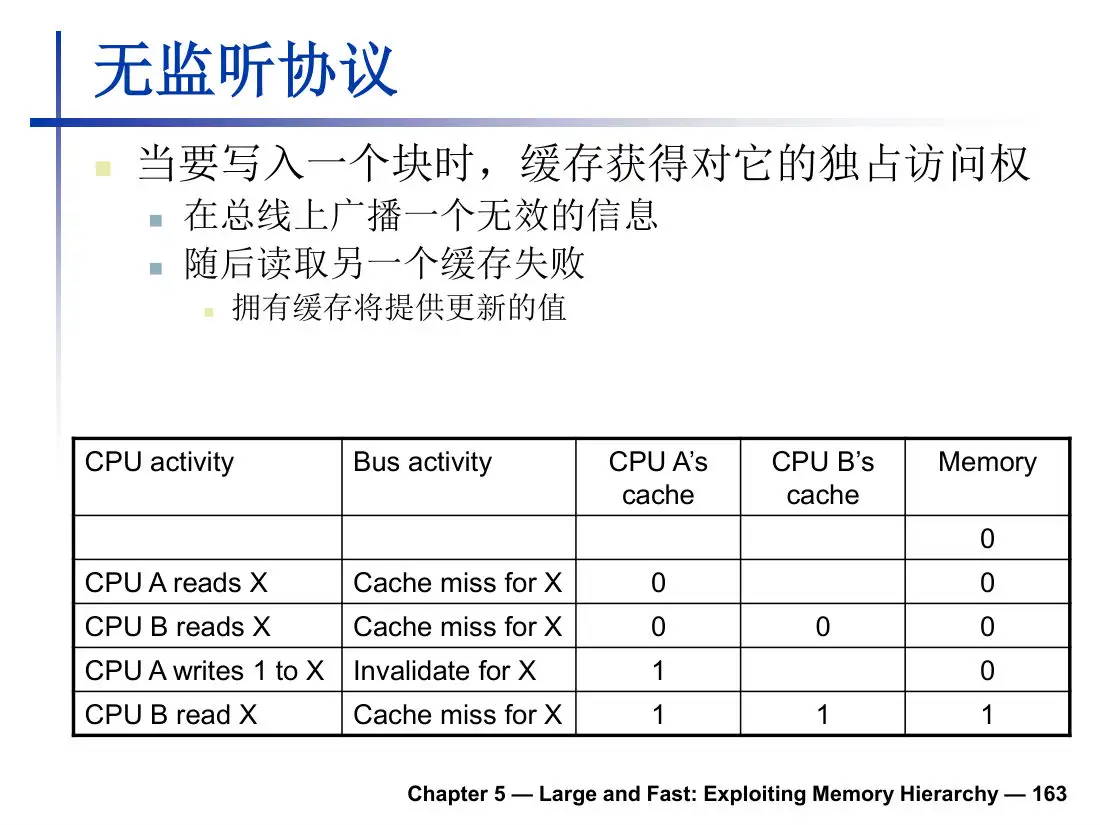 无监听协议
当要写入一个块时，缓存获得对它的独占访问权
在总线上广播一个无效的信息
随后读取另一个缓存失败
拥有缓存将提供更新的值
CPU activity Bus activity CPU A’s cache CPU B’s cache Memory
0
CPU A reads X Cache miss for X 0 0
CPU B reads X Cache miss for X 0 0 0
CPU A writes 1 to X Invalidate for X 1 0
CPU B read X Cache miss for X 1 1 1
Chapter 5 — Large and Fast: Exploiting Memory Hierarchy — 163